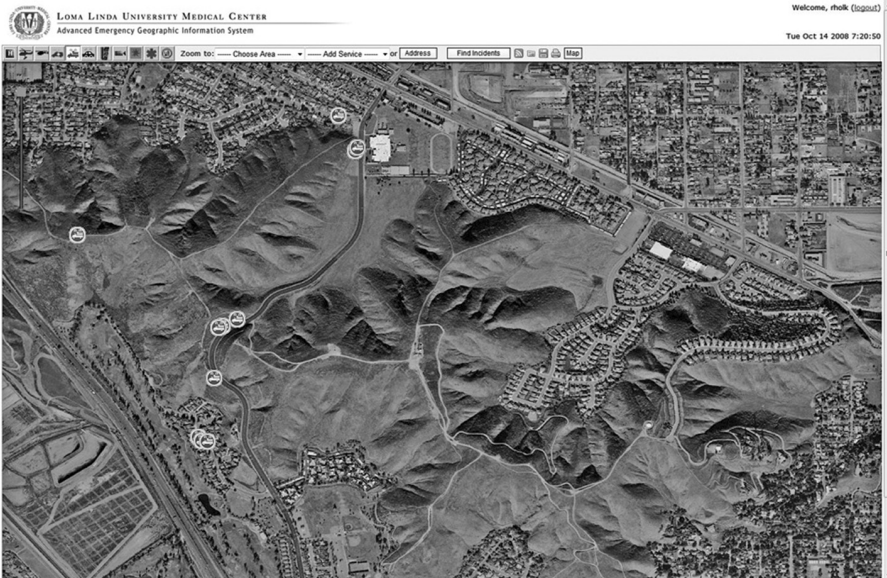 LOMA LINDA UNIVERSITY MEDICAL CENTER
Advanced Emergency Geographic Information System
Welcome, rholk (logout)
Tue Oct 14 2008 7:20:50
Zoom to: --- Choose Area --- --- Add Service --- or Address Find Incidents Map